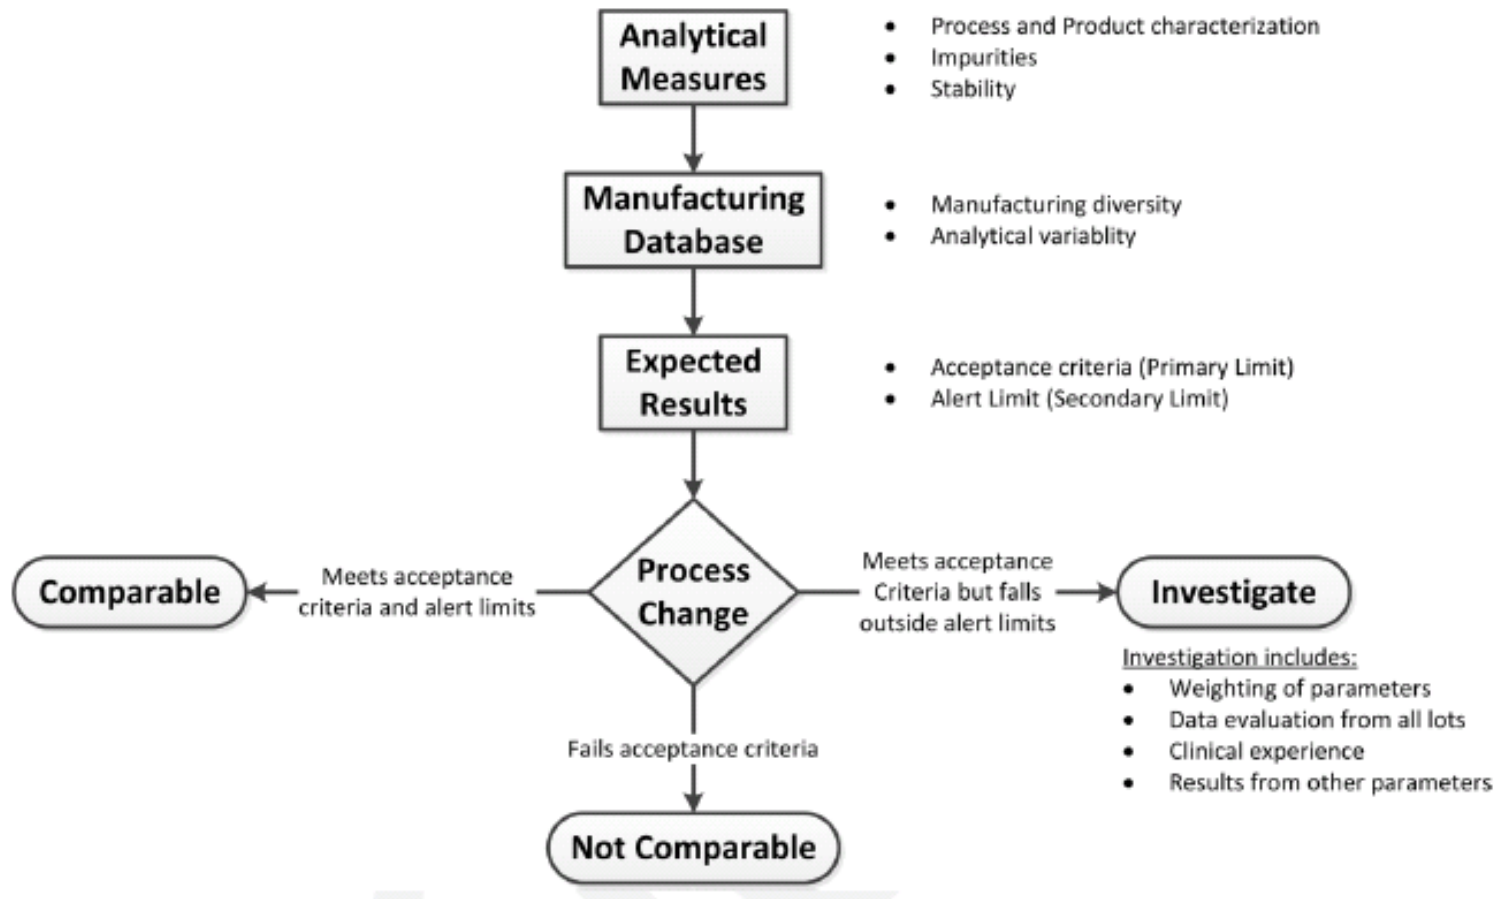 Analytical
Measures
• Process and Product characterization
• Impurities
• Stability
Manufacturing
Database
• Manufacturing diversity
• Analytical variablity
Expected
Results
• Acceptance criteria (Primary Limit)
• Alert Limit (Secondary Limit)
Process
Change
Meets acceptance
criteria and alert limits
Comparable
Meets acceptance
Criteria but falls
outside alert limits
Investigate
Investigation includes:
• Weighting of parameters
• Data evaluation from all lots
• Clinical experience
• Results from other parameters
Fails acceptance criteria
Not Comparable